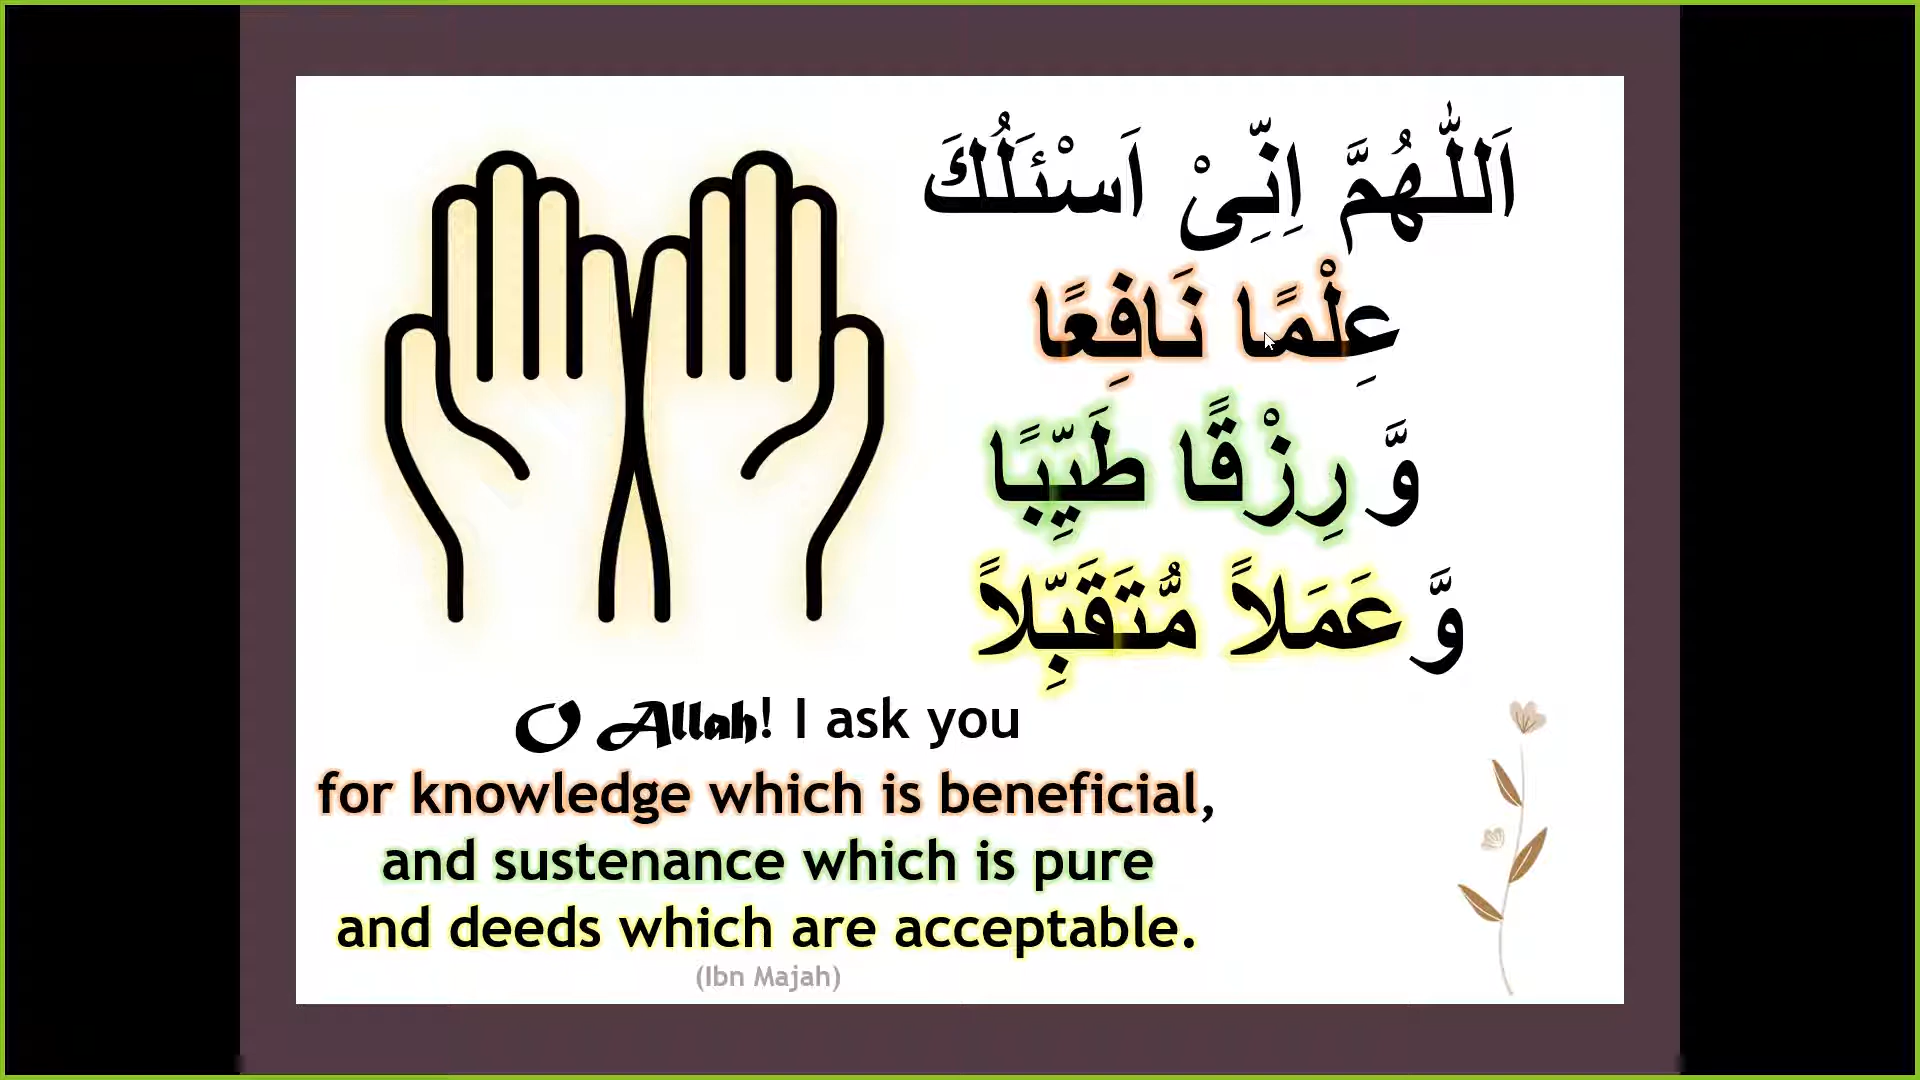 اَللّٰهُمَّ اِنِّیْ اَسْئَلُكَ
عِلْمًا نَافِعًا
وَّ رِزْقًا طَيِّبًا
وَّ عَمَلاً مُّتَقَبِّلاً
O Allah! I ask you
for knowledge which is beneficial,
and sustenance which is pure
and deeds which are acceptable.
(Ibn Majah)